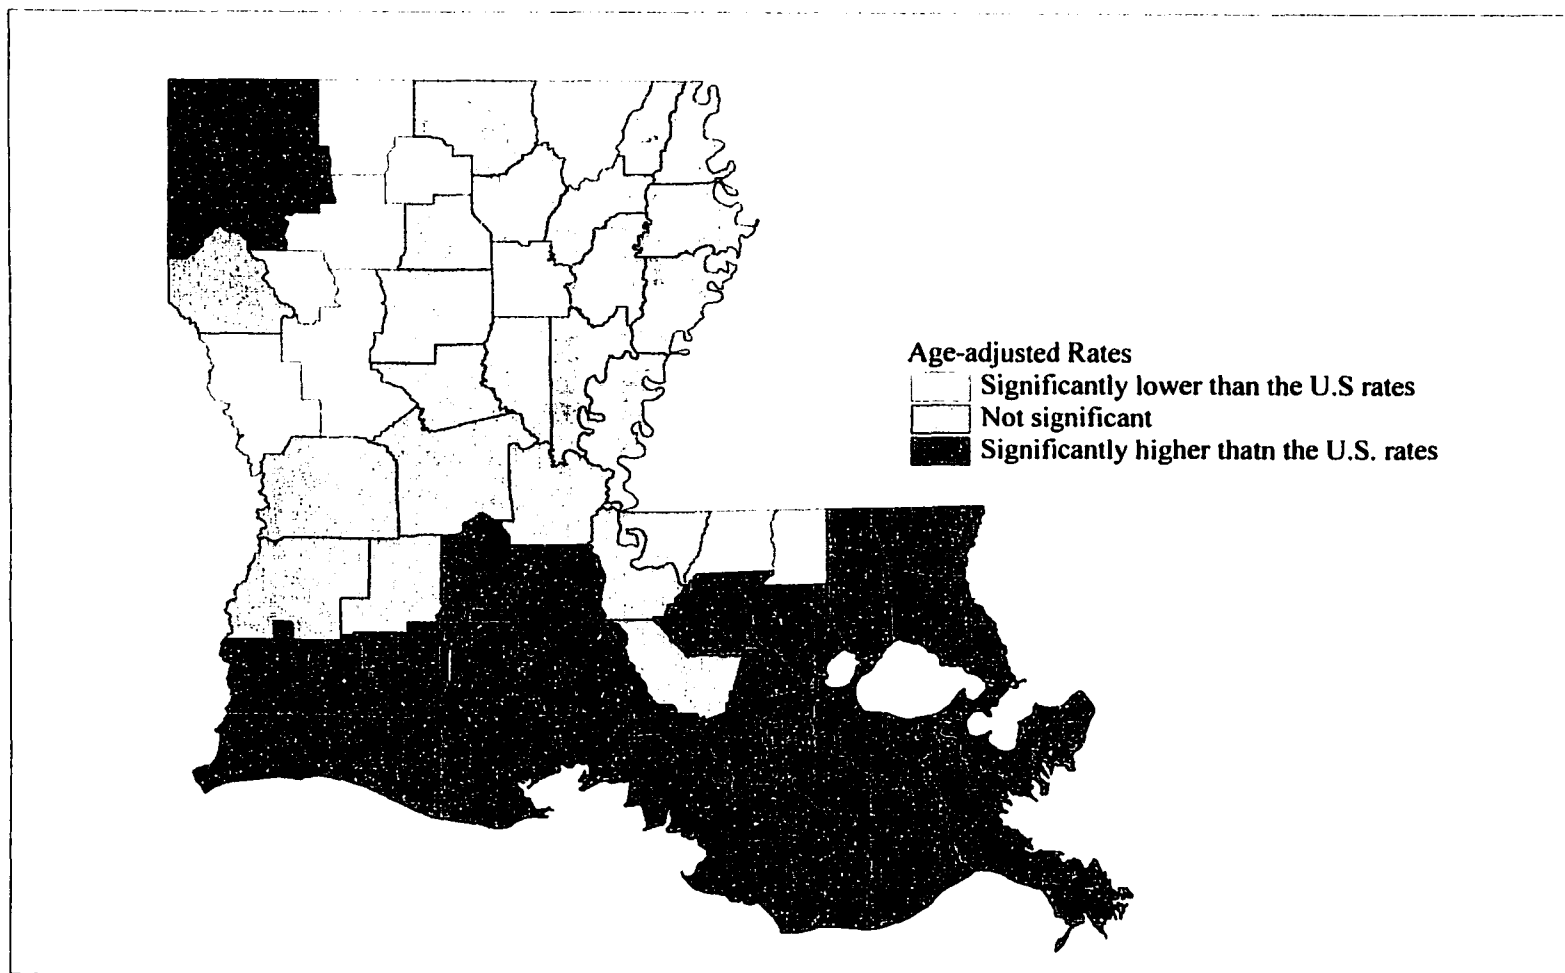 Age-adjusted Rates
Significantly lower than the U.S rates
Not significant
Significantly higher thatn the U.S. rates